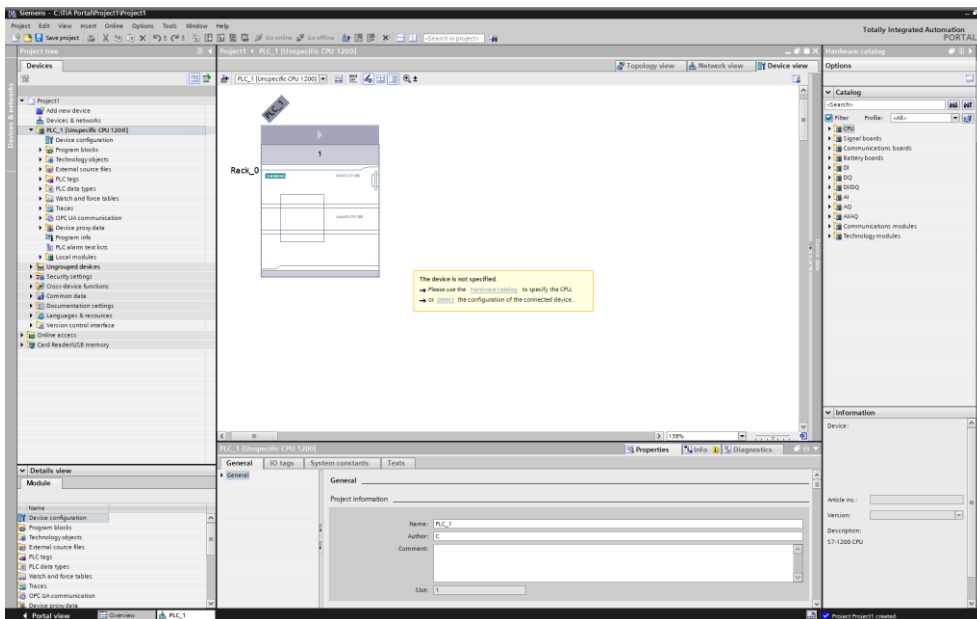 Siemens - C:\TIA Portal\Project1\Project1
Project Edit View Insert Online Options Tools Window Help
Save project
Go online
Go offline
<Search in project>
Totally Integrated Automation
PORTAL
Project tree
Devices
Devices & networks
Project1
Add new device
Devices & networks
PLC_1 [Unspecific CPU 1200]
Device configuration
Program blocks
Technology objects
External source files
PLC tags
PLC data types
Watch and force tables
Traces
OPC UA communication
Device proxy data
Program info
PLC alarm text lists
Local modules
Ungrouped devices
Security settings
Cross-device functions
Common data
Documentation settings
Languages & resources
Version control interface
Online access
Card Reader/USB memory
Details view
Module
Name
Device configuration
Program blocks
Technology objects
External source files
PLC tags
PLC data types
Watch and force tables
Traces
OPC UA communication
Device proxy data
Project1 PLC_1 [Unspecific CPU 1200]
Topology view
Network view
Device view
PLC_1 [Unspecific CPU 1200]
PLC_1
1
Rack_0
SIEMENS
The device is not specified.
Please use the Hardware catalog to specify the CPU.
or detect the configuration of the connected device.
138%
Device data
PLC_1 [Unspecific CPU 1200]
Properties
Info
Diagnostics
General
IO tags
System constants
Texts
General
General
Project information
Name: PLC_1
Author: C
Comment:
Slot: 1
Hardware catalog
Options
Catalog
<Search>
Filter
Profile: <All>
CPU
Signal boards
Communications boards
Battery boards
DI
DQ
DI/DQ
AI
AQ
AI/AQ
Communications modules
Technology modules
Information
Device:
Article no.:
Version:
Description:
S7-1200 CPU
Portal view
Overview
PLC_1
Project Project1 created.